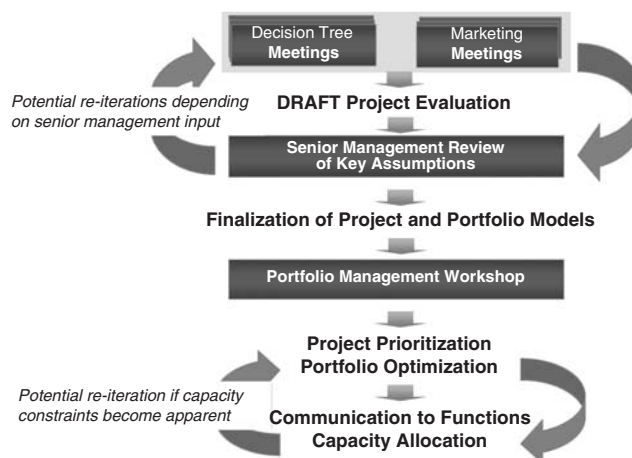 Decision Tree
Meetings
Marketing
Meetings
Potential re-iterations depending
on senior management input
DRAFT Project Evaluation
Senior Management Review
of Key Assumptions
Finalization of Project and Portfolio Models
Portfolio Management Workshop
Project Prioritization
Portfolio Optimization
Potential re-iteration if capacity
constraints become apparent
Communication to Functions
Capacity Allocation